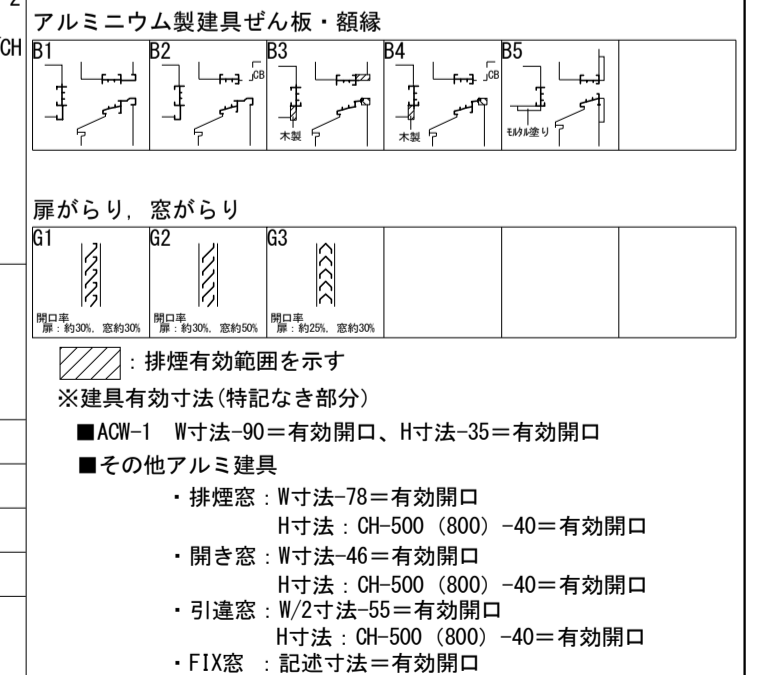 CH
アルミニウム製建具ぜん板・額縁
B1 B2 B3 B4 B5
CB CB
木製 木製 ﾓﾙﾀﾙ塗り
扉がらり, 窓がらり
G1 G2 G3
開口率 開口率 開口率
扉：約30%, 窓約30% 扉：約30%, 窓約50% 扉：約25%, 窓約30%
：排煙有効範囲を示す
※建具有効寸法(特記なき部分)
■ACW-1 W寸法-90＝有効開口、H寸法-35＝有効開口
■その他アルミ建具
・排煙窓：W寸法-78＝有効開口
H寸法：CH-500（800）-40＝有効開口
・開き窓：W寸法-46＝有効開口
H寸法：CH-500（800）-40＝有効開口
・引違窓：W/2寸法-55＝有効開口
H寸法：CH-500（800）-40＝有効開口
・FIX窓 ：記述寸法＝有効開口